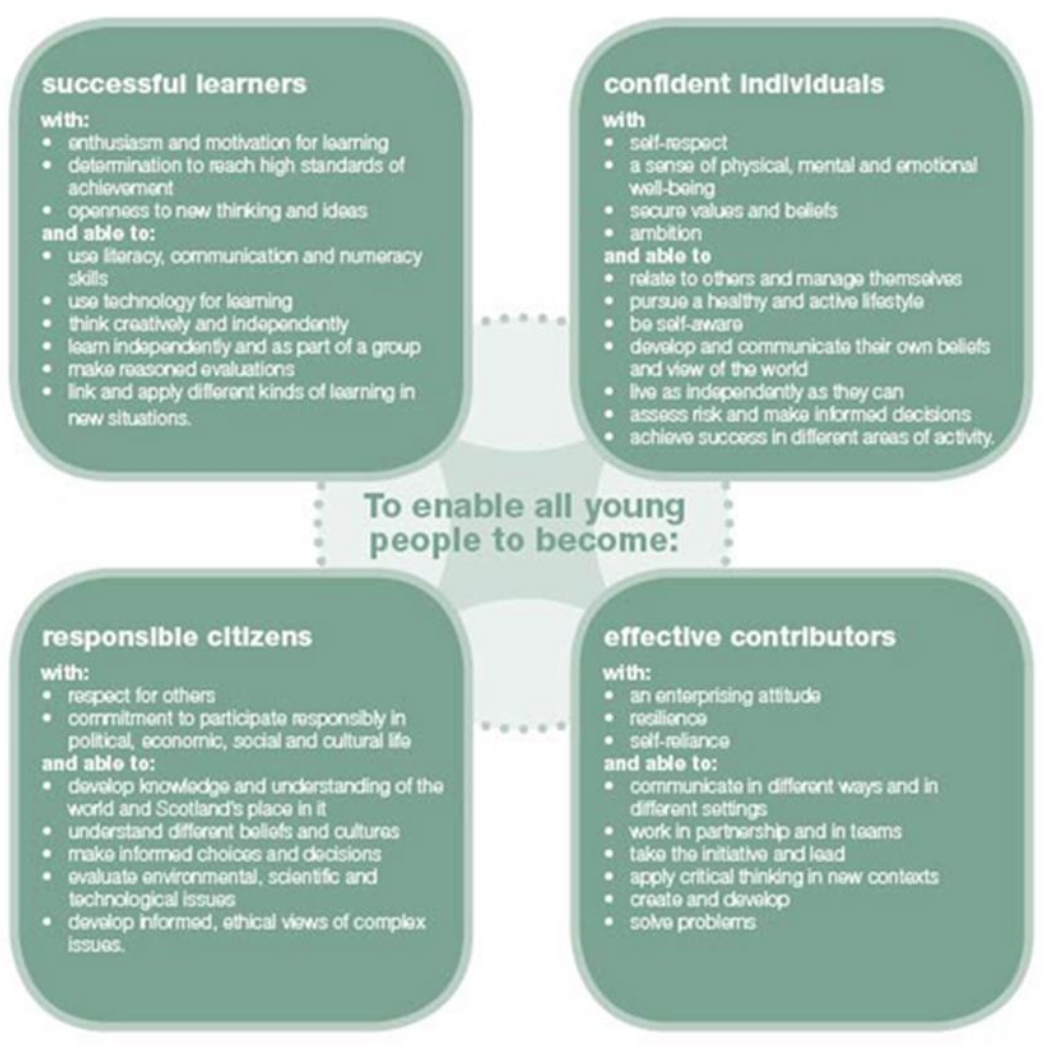 successful learners
with:
• enthusiasm and motivation for learning
• determination to reach high standards of
achievement
• openness to new thinking and ideas
and able to:
• use literacy, communication and numeracy
skills
• use technology for learning
• think creatively and independently
• learn independently and as part of a group
• make reasoned evaluations
• link and apply different kinds of learning in
new situations.
confident individuals
with
• self-respect
• a sense of physical, mental and emotional
well-being
• secure values and beliefs
• ambition
and able to
• relate to others and manage themselves
• pursue a healthy and active lifestyle
• be self-aware
• develop and communicate their own beliefs
and view of the world
• live as independently as they can
• assess risk and make informed decisions
• achieve success in different areas of activity.
To enable all young
people to become:
responsible citizens
with:
• respect for others
• commitment to participate responsibly in
political, economic, social and cultural life
and able to:
• develop knowledge and understanding of the
world and Scotland's place in it
• understand different beliefs and cultures
• make informed choices and decisions
• evaluate environmental, scientific and
technological issues
• develop informed, ethical views of complex
issues.
effective contributors
with:
• an enterprising attitude
• resilience
• self-reliance
and able to:
• communicate in different ways and in
different settings
• work in partnership and in teams
• take the initiative and lead
• apply critical thinking in new contexts
• create and develop
• solve problems